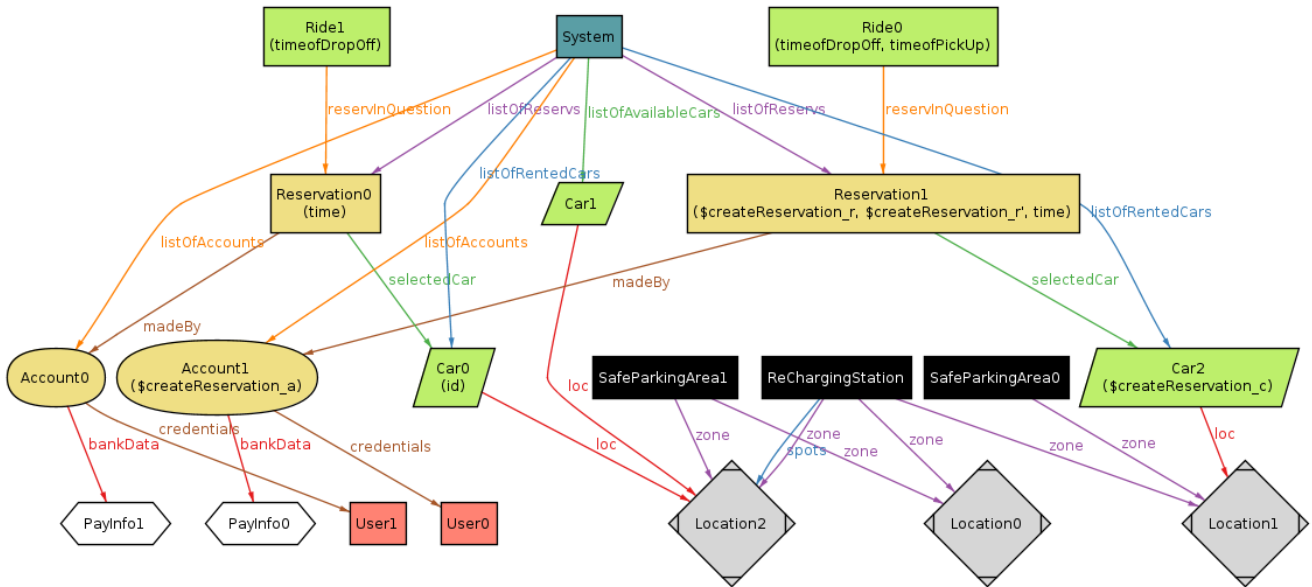 Ride1
(timeofDropOff)
System
Ride0
(timeofDropOff, timeofPickUp)
reservInQuestion
listOfReservs
listOfAvailableCars
listOfReservs
reservInQuestion
listOfRentedCars
Reservation0
(time)
Car1
Reservation1
($createReservation_r, $createReservation_r', time)
listOfRentedCars
listOfAccounts
listOfAccounts
selectedCar
madeBy
selectedCar
madeBy
Account0
Account1
($createReservation_a)
Car0
(id)
SafeParkingArea1
ReChargingStation
SafeParkingArea0
Car2
($createReservation_c)
loc
bankData
credentials
bankData
credentials
loc
zone
zone
spots
zone
zone
zone
zone
loc
PayInfo1
PayInfo0
User1
User0
Location2
Location0
Location1